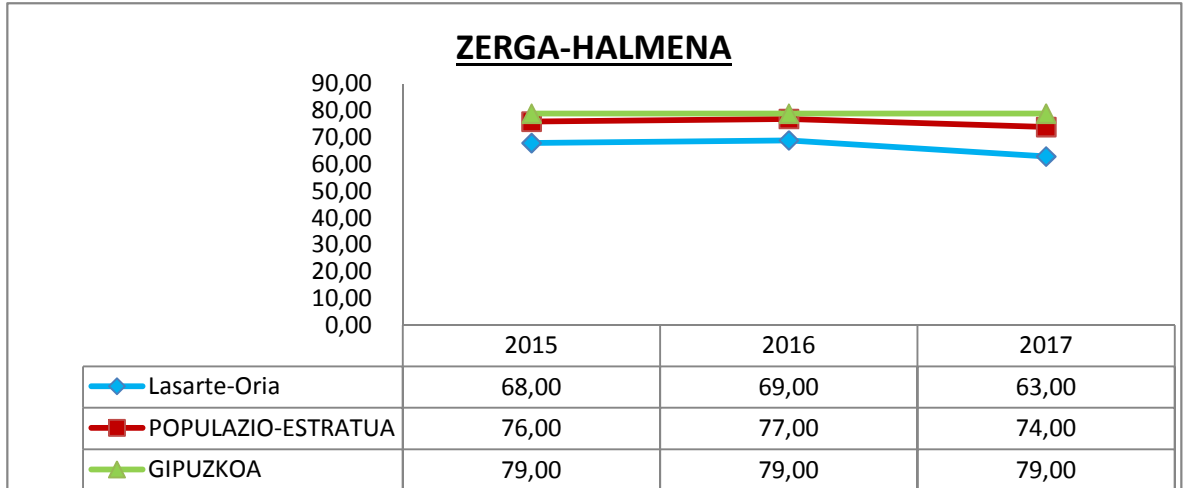 ZERGA-HALMENA
90,00
80,00
70,00
60,00
50,00
40,00
30,00
20,00
10,00
0,00
2015 2016 2017
Lasarte-Oria 68,00 69,00 63,00
POPULAZIO-ESTRATUA 76,00 77,00 74,00
GIPUZKOA 79,00 79,00 79,00